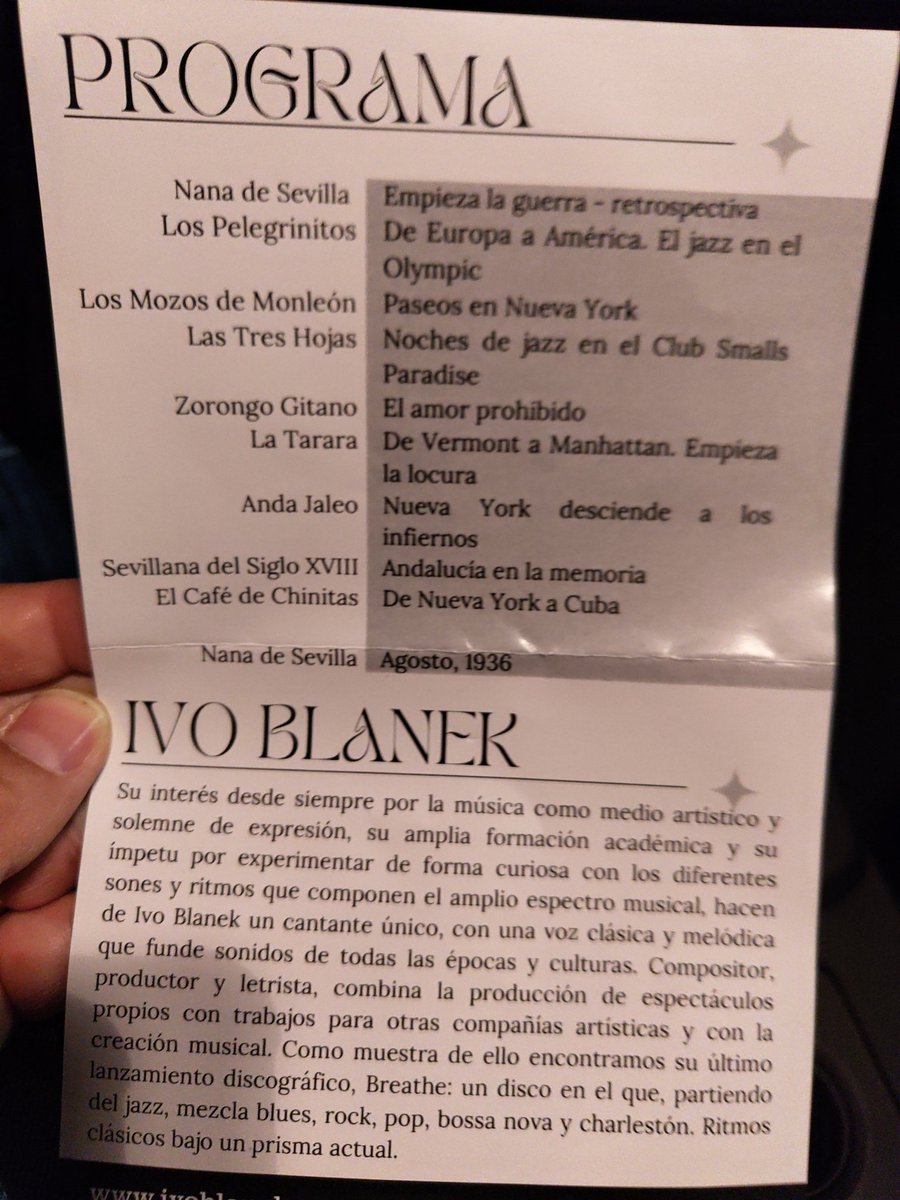 PROGRAMA
Nana de Sevilla Empieza la guerra - retrospectiva
Los Pelegrinitos De Europa a América. El jazz en el
Olympic
Los Mozos de Monleón Paseos en Nueva York
Las Tres Hojas Noches de jazz en el Club Smalls
Paradise
Zorongo Gitano El amor prohibido
La Tarara De Vermont a Manhattan. Empieza
la locura
Anda Jaleo Nueva York desciende a los
infiernos
Sevillana del Siglo XVIII Andalucía en la memoria
El Café de Chinitas De Nueva York a Cuba
Nana de Sevilla Agosto, 1936
IVO BLANEK
Su interés desde siempre por la música como medio artístico y
solemne de expresión, su amplia formación académica y su
ímpetu por experimentar de forma curiosa con los diferentes
sones y ritmos que componen el amplio espectro musical, hacen
de Ivo Blanek un cantante único, con una voz clásica y melódica
que funde sonidos de todas las épocas y culturas. Compositor,
productor y letrista, combina la producción de espectáculos
propios con trabajos para otras compañías artísticas y con la
creación musical. Como muestra de ello encontramos su último
lanzamiento discográfico, Breathe: un disco en el que, partiendo
del jazz, mezcla blues, rock, pop, bossa nova y charlestón. Ritmos
clásicos bajo un prisma actual.